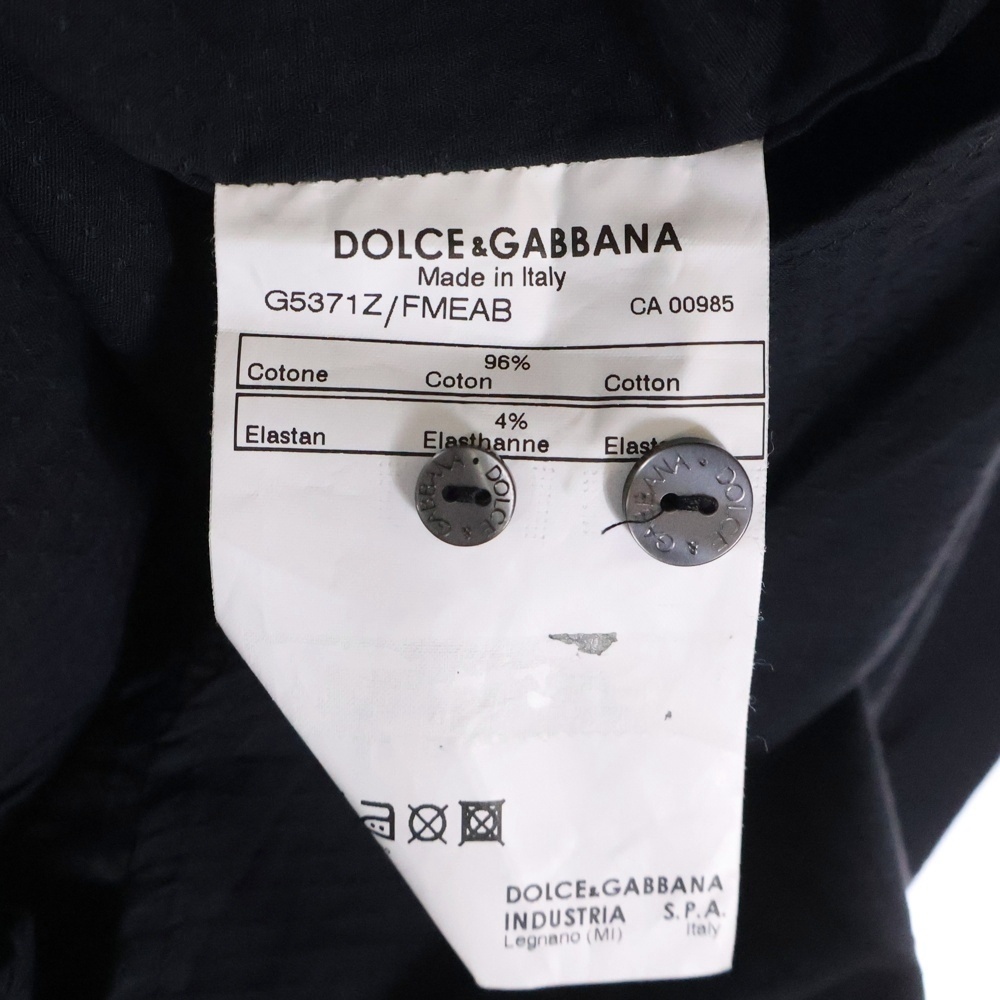 DOLCE&GABBANA
Made in Italy
G5371Z/FMEAB CA 00985
96%
Cotone Coton Cotton
4%
Elastan Elasthanne
DOLCE & GABBANA
DOLCE & GABBANA
DOLCE&GABBANA
INDUSTRIA S.P.A.
Legnano (MI) Italy